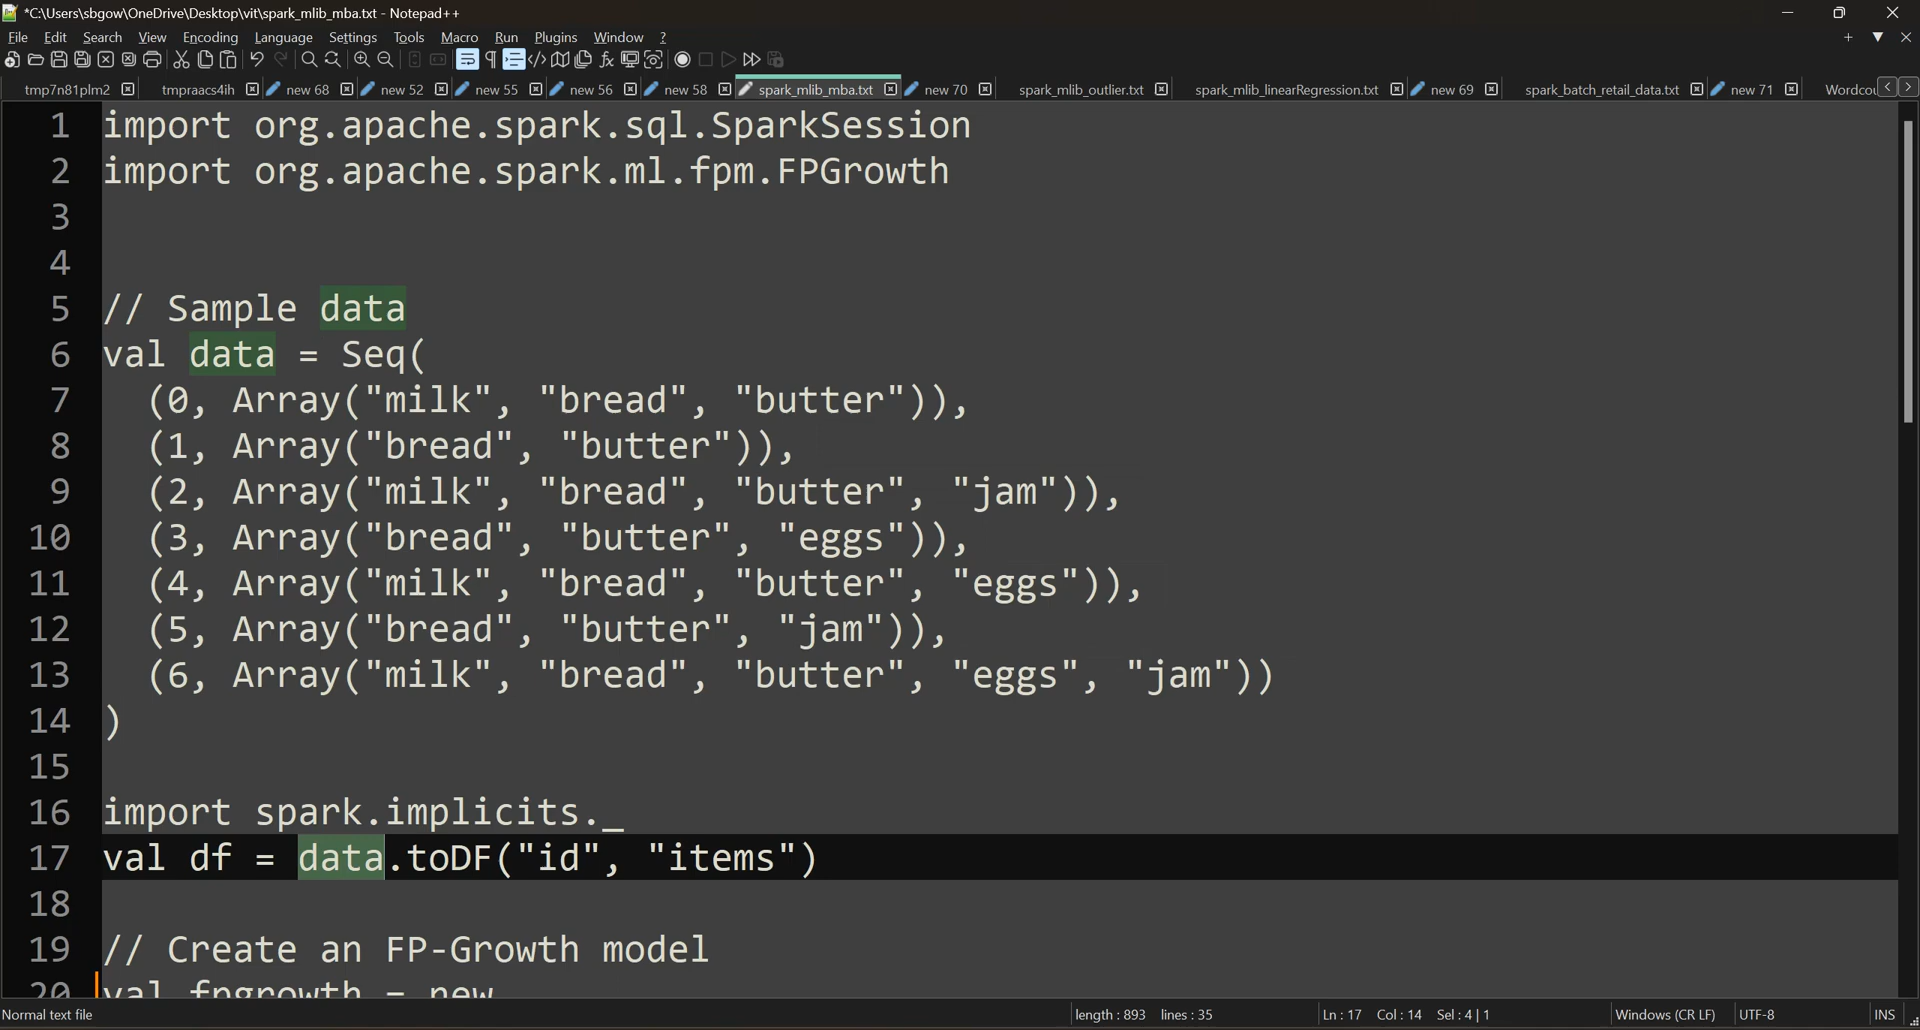 *C:\Users\sbgow\OneDrive\Desktop\vit\spark_mlib_mba.txt - Notepad++
File Edit Search View Encoding Language Settings Tools Macro Run Plugins Window ?
tmp7n81plm2 tmpraacs4ih new 68 new 52 new 55 new 56 new 58 spark_mlib_mba.txt new 70 spark_mlib_outlier.txt spark_mlib_linearRegression.txt new 69 spark_batch_retail_data.txt new 71 Wordcou
1 import org.apache.spark.sql.SparkSession
2 import org.apache.spark.ml.fpm.FPGrowth
3
4
5 // Sample data
6 val data = Seq(
7 (0, Array("milk", "bread", "butter")),
8 (1, Array("bread", "butter")),
9 (2, Array("milk", "bread", "butter", "jam")),
10 (3, Array("bread", "butter", "eggs")),
11 (4, Array("milk", "bread", "butter", "eggs")),
12 (5, Array("bread", "butter", "jam")),
13 (6, Array("milk", "bread", "butter", "eggs", "jam"))
14 )
15
16 import spark.implicits._
17 val df = data.toDF("id", "items")
18
19 // Create an FP-Growth model
20 val fpgrowth = new
Normal text file length : 893 lines : 35 Ln : 17 Col : 14 Sel : 4 | 1 Windows (CR LF) UTF-8 INS